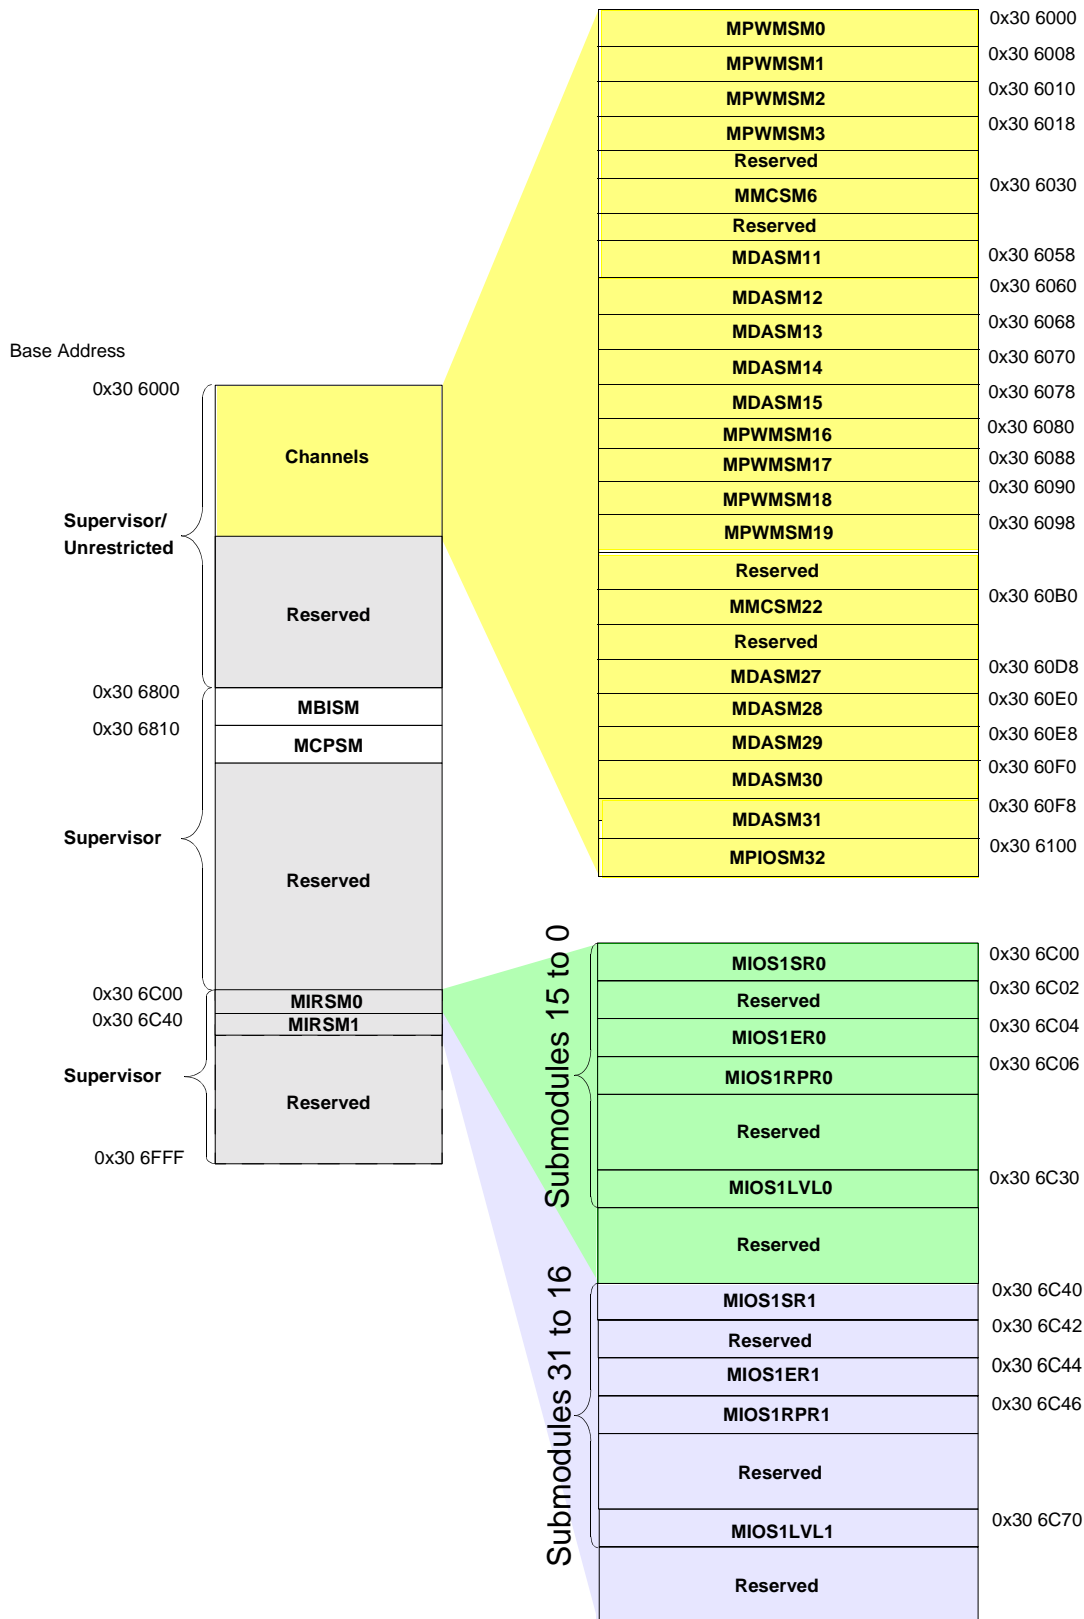 Base Address
0x30 6000
Channels
Supervisor/
Unrestricted
Reserved
0x30 6800
MBISM
0x30 6810
MCPSM
Supervisor
Reserved
0x30 6C00
MIRSM0
0x30 6C40
MIRSM1
Supervisor
Reserved
0x30 6FFF
MPWMSM0 0x30 6000
MPWMSM1 0x30 6008
MPWMSM2 0x30 6010
MPWMSM3 0x30 6018
Reserved
MMCSM6 0x30 6030
Reserved
MDASM11 0x30 6058
MDASM12 0x30 6060
MDASM13 0x30 6068
MDASM14 0x30 6070
MDASM15 0x30 6078
MPWMSM16 0x30 6080
MPWMSM17 0x30 6088
MPWMSM18 0x30 6090
MPWMSM19 0x30 6098
Reserved
MMCSM22 0x30 60B0
Reserved
MDASM27 0x30 60D8
MDASM28 0x30 60E0
MDASM29 0x30 60E8
MDASM30 0x30 60F0
MDASM31 0x30 60F8
MPIOSM32 0x30 6100
Submodules 15 to 0
MIOS1SR0 0x30 6C00
Reserved 0x30 6C02
MIOS1ER0 0x30 6C04
MIOS1RPR0 0x30 6C06
Reserved
MIOS1LVL0 0x30 6C30
Reserved
Submodules 31 to 16
MIOS1SR1 0x30 6C40
Reserved 0x30 6C42
MIOS1ER1 0x30 6C44
MIOS1RPR1 0x30 6C46
Reserved
MIOS1LVL1 0x30 6C70
Reserved